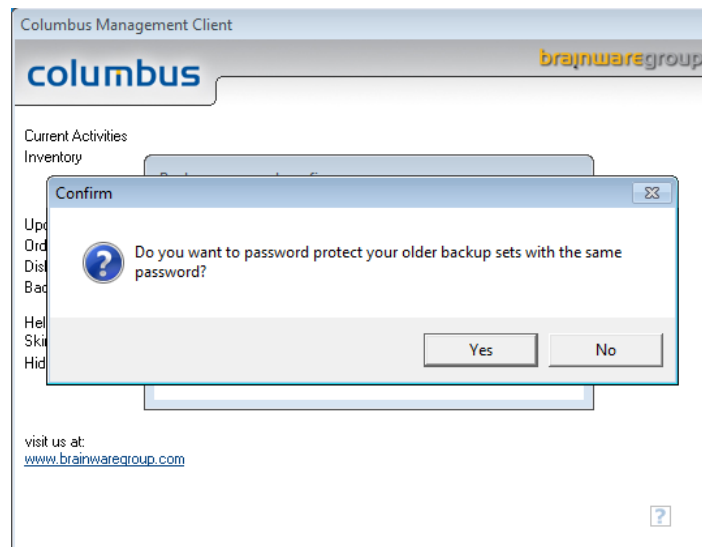 Columbus Management Client
brainwaregroup
columbus
Current Activities
Inventory
Confirm
Do you want to password protect your older backup sets with the same
password?
Yes
No
visit us at:
www.brainwaregroup.com
?